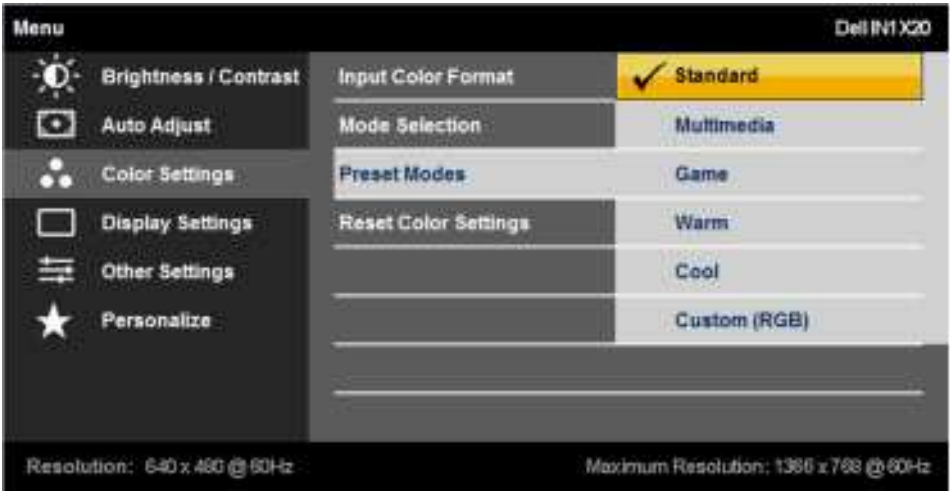 Menu
Dell IN1X20
Brightness / Contrast
Auto Adjust
Color Settings
Display Settings
Other Settings
Personalize
Input Color Format
Mode Selection
Preset Modes
Reset Color Settings
Standard
Multimedia
Game
Warm
Cool
Custom (RGB)
Resolution: 640 x 480 @ 60Hz
Maximum Resolution: 1366 x 768 @ 60Hz